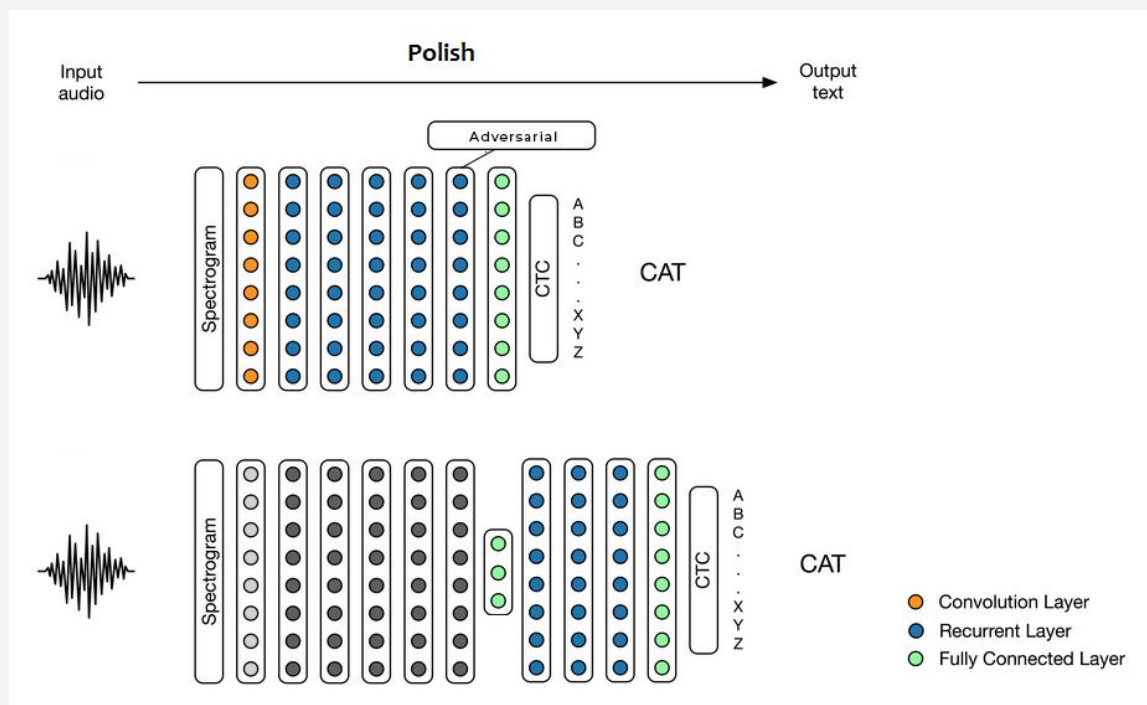 Polish
Input
audio
Output
text
Adversarial
Spectrogram
CTC
A
B
C
.
.
.
X
Y
Z
CAT
Spectrogram
CTC
A
B
C
.
.
.
X
Y
Z
CAT
Convolution Layer
Recurrent Layer
Fully Connected Layer